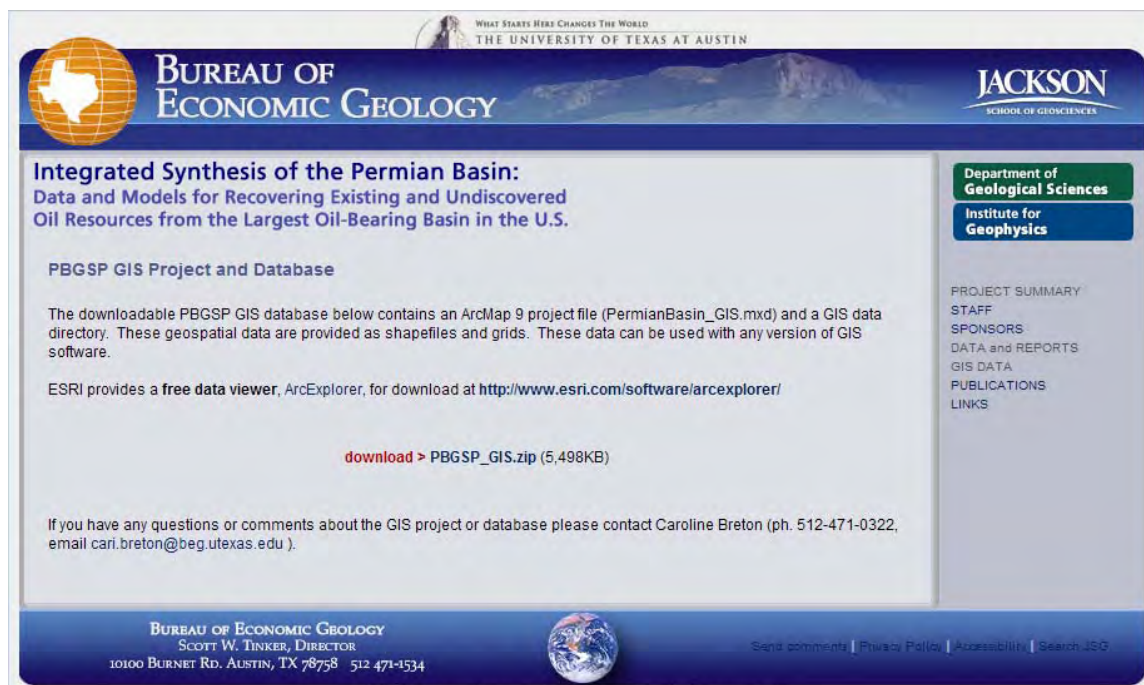 WHAT STARTS HERE CHANGES THE WORLD
THE UNIVERSITY OF TEXAS AT AUSTIN
BUREAU OF
ECONOMIC GEOLOGY
JACKSON
SCHOOL OF GEOSCIENCES
Integrated Synthesis of the Permian Basin:
Data and Models for Recovering Existing and Undiscovered
Oil Resources from the Largest Oil-Bearing Basin in the U.S.
PBGSP GIS Project and Database
The downloadable PBGSP GIS database below contains an ArcMap 9 project file (PermianBasin_GIS.mxd) and a GIS data
directory. These geospatial data are provided as shapefiles and grids. These data can be used with any version of GIS
software.
ESRI provides a free data viewer, ArcExplorer, for download at http://www.esri.com/software/arcexplorer/
download > PBGSP_GIS.zip (5,498KB)
If you have any questions or comments about the GIS project or database please contact Caroline Breton (ph. 512-471-0322,
email cari.breton@beg.utexas.edu ).
Department of
Geological Sciences
Institute for
Geophysics
PROJECT SUMMARY
STAFF
SPONSORS
DATA and REPORTS
GIS DATA
PUBLICATIONS
LINKS
BUREAU OF ECONOMIC GEOLOGY
SCOTT W. TINKER, DIRECTOR
10100 BURNET RD. AUSTIN, TX 78758 512 471-1534
Send comments | Privacy Policy | Accessibility | Search JSG